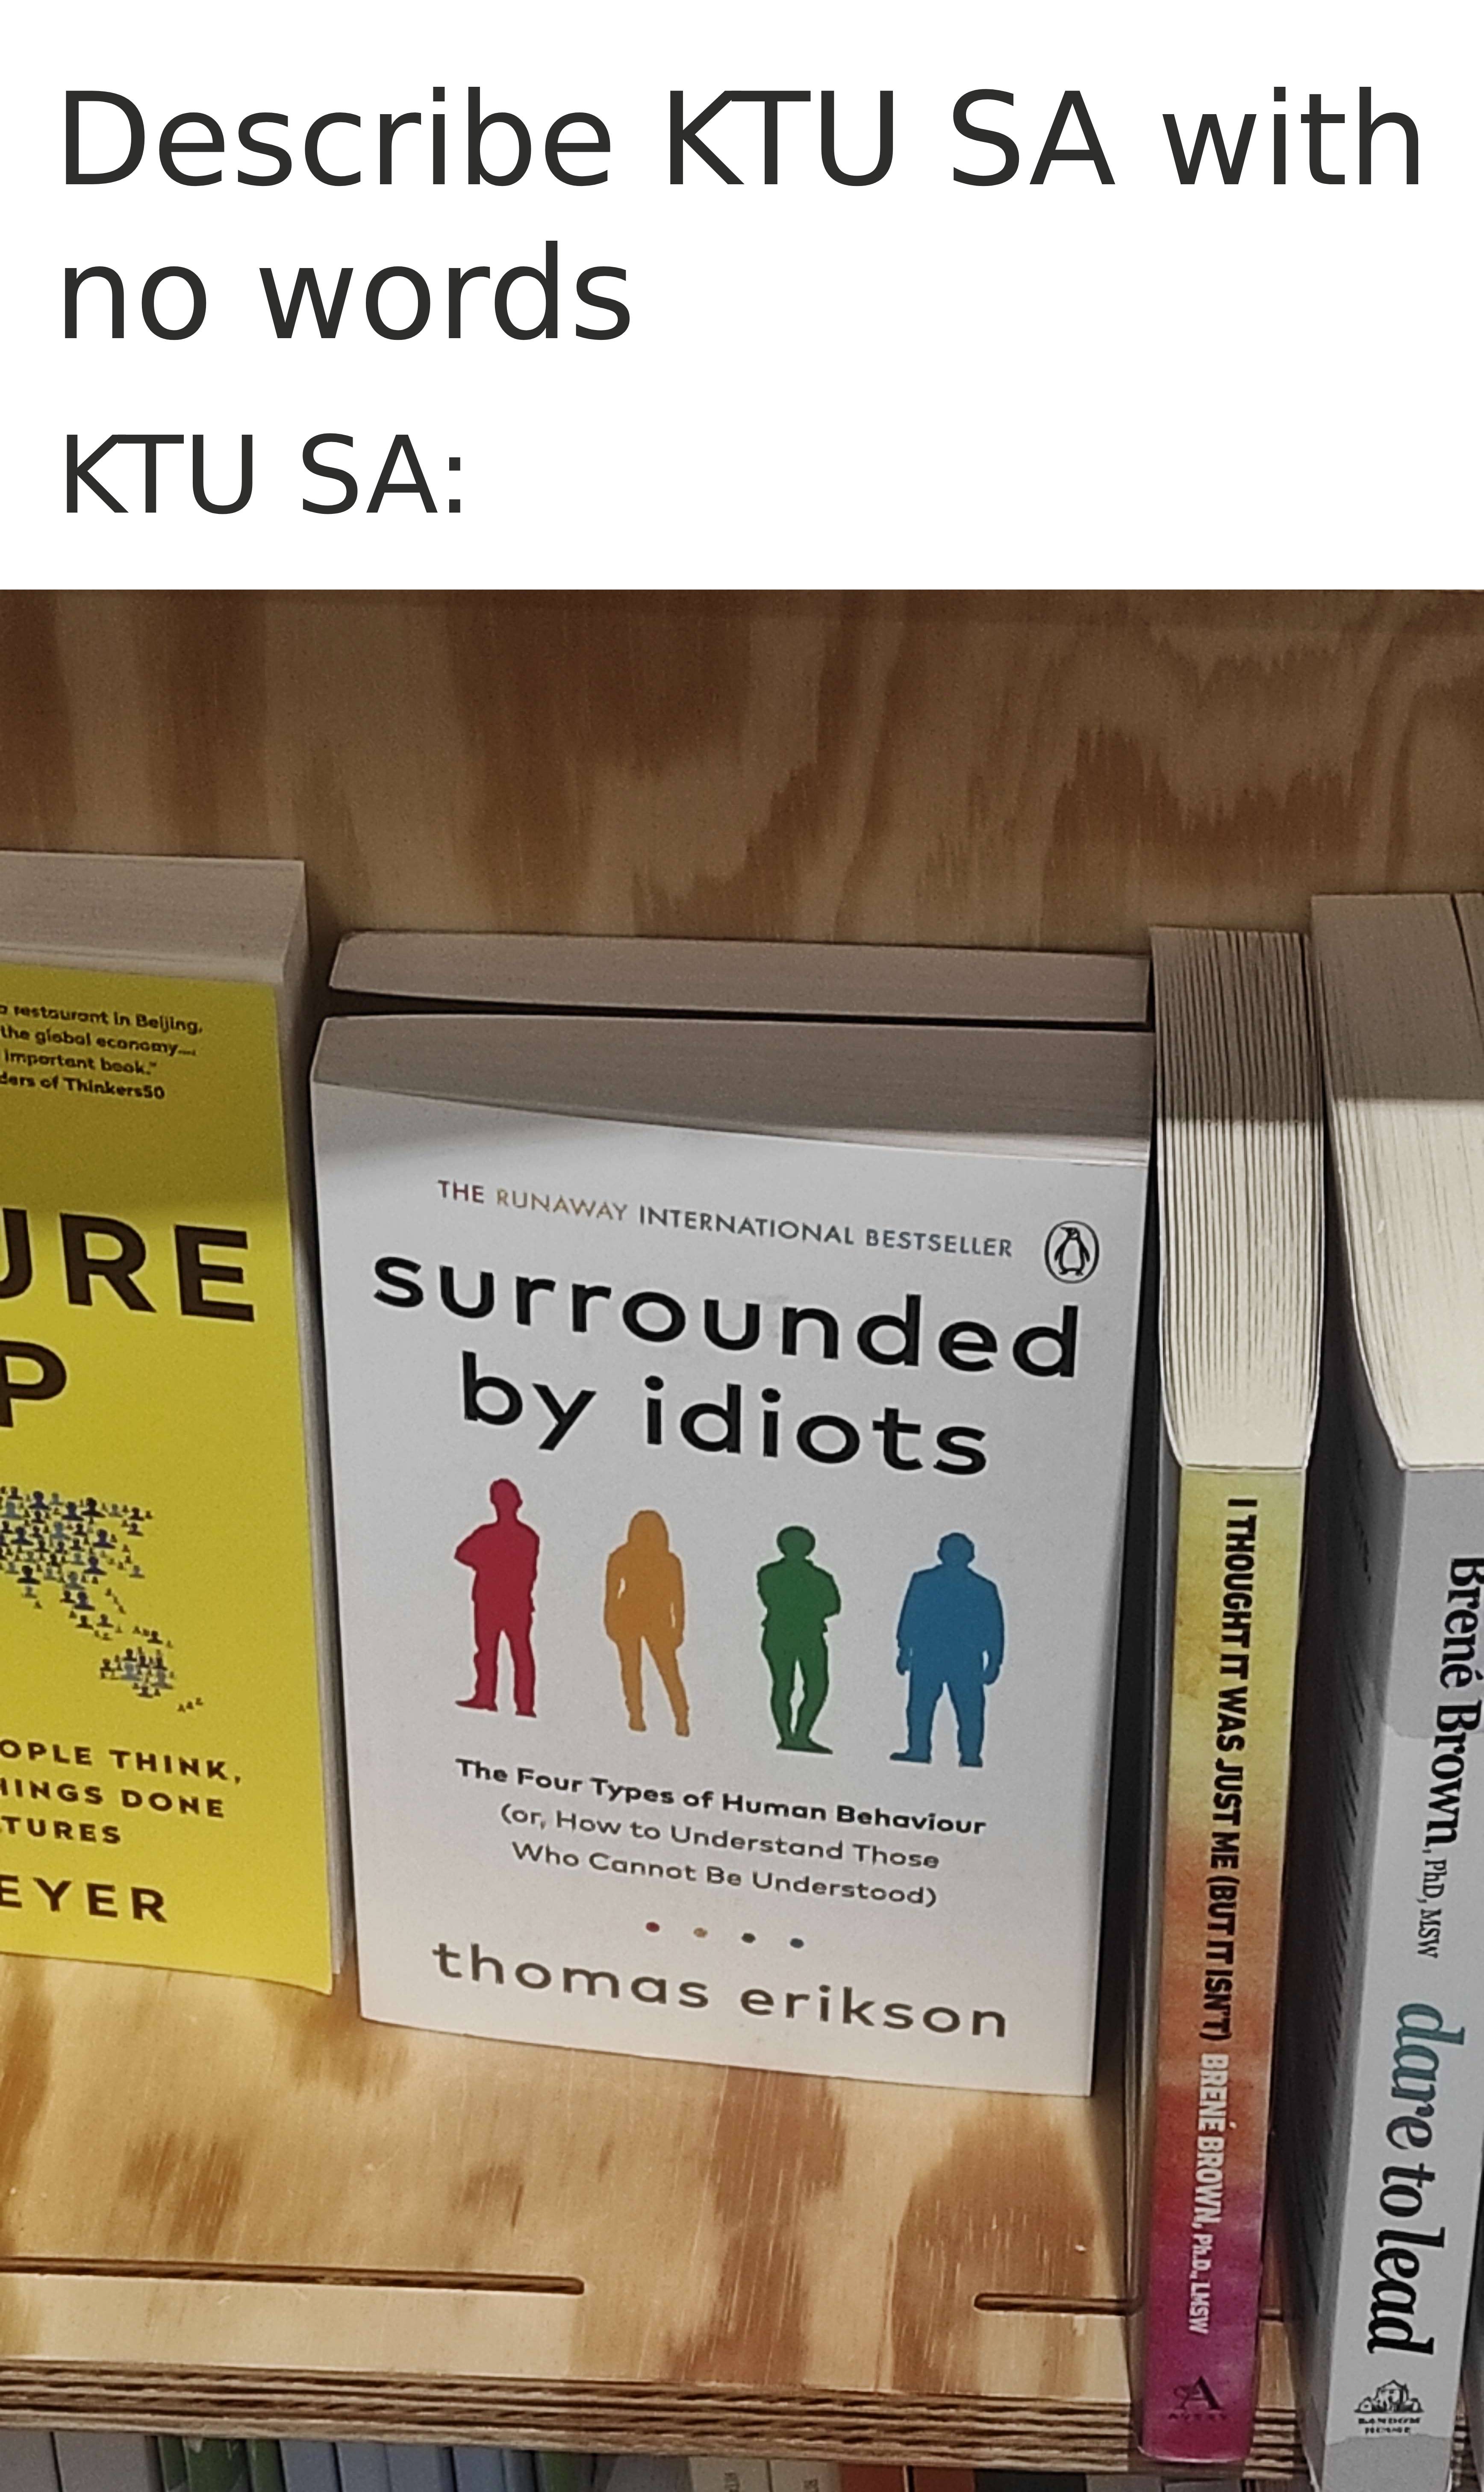 Describe KTU SA with
no words
KTU SA:
a restaurant in Beijing,
the global economy....
important book."
ders of Thinkers50
URE
P
OPLE THINK,
HINGS DONE
TURES
EYER
THE RUNAWAY INTERNATIONAL BESTSELLER
surrounded
by idiots
The Four Types of Human Behaviour
(or, How to Understand Those
Who Cannot Be Understood)
thomas erikson
I THOUGHT IT WAS JUST ME (BUT IT ISN'T) BRENÉ BROWN, Ph.D., LMSW
A
AVERY
Brené Brown, PhD, MSW dare to lead
RANDOM
HOUSE